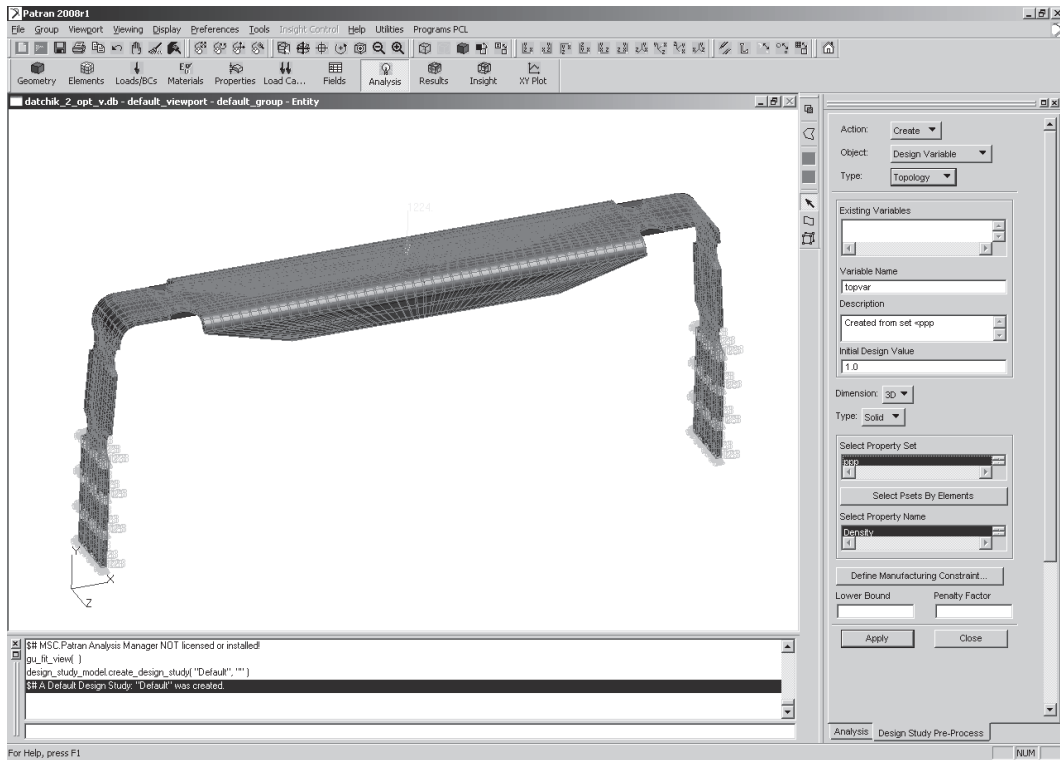 Patran 2008r1
File Group Viewport Viewing Display Preferences Tools Insight Control Help Utilities Programs PCL
Geometry Elements Loads/BCs Materials Properties Load Ca... Fields Analysis Results Insight XY Plot
datchik_2_opt_v.db - default_viewport - default_group - Entity
1224
Y
X
Z
Action: Create
Object: Design Variable
Type: Topology
Existing Variables
Variable Name
topvar
Description
Created from set <ppp
Initial Design Value
1.0
Dimension: 3D
Type: Solid
Select Property Set
ppp
Select Psets By Elements
Select Property Name
Density
Define Manufacturing Constraint...
Lower Bound Penalty Factor
Apply Close
Analysis Design Study Pre-Process
$# MSC.Patran Analysis Manager NOT licensed or installed!
gu_fit_view( )
design_study_model.create_design_study( "Default", "" )
$# A Default Design Study: "Default" was created.
For Help, press F1
NUM